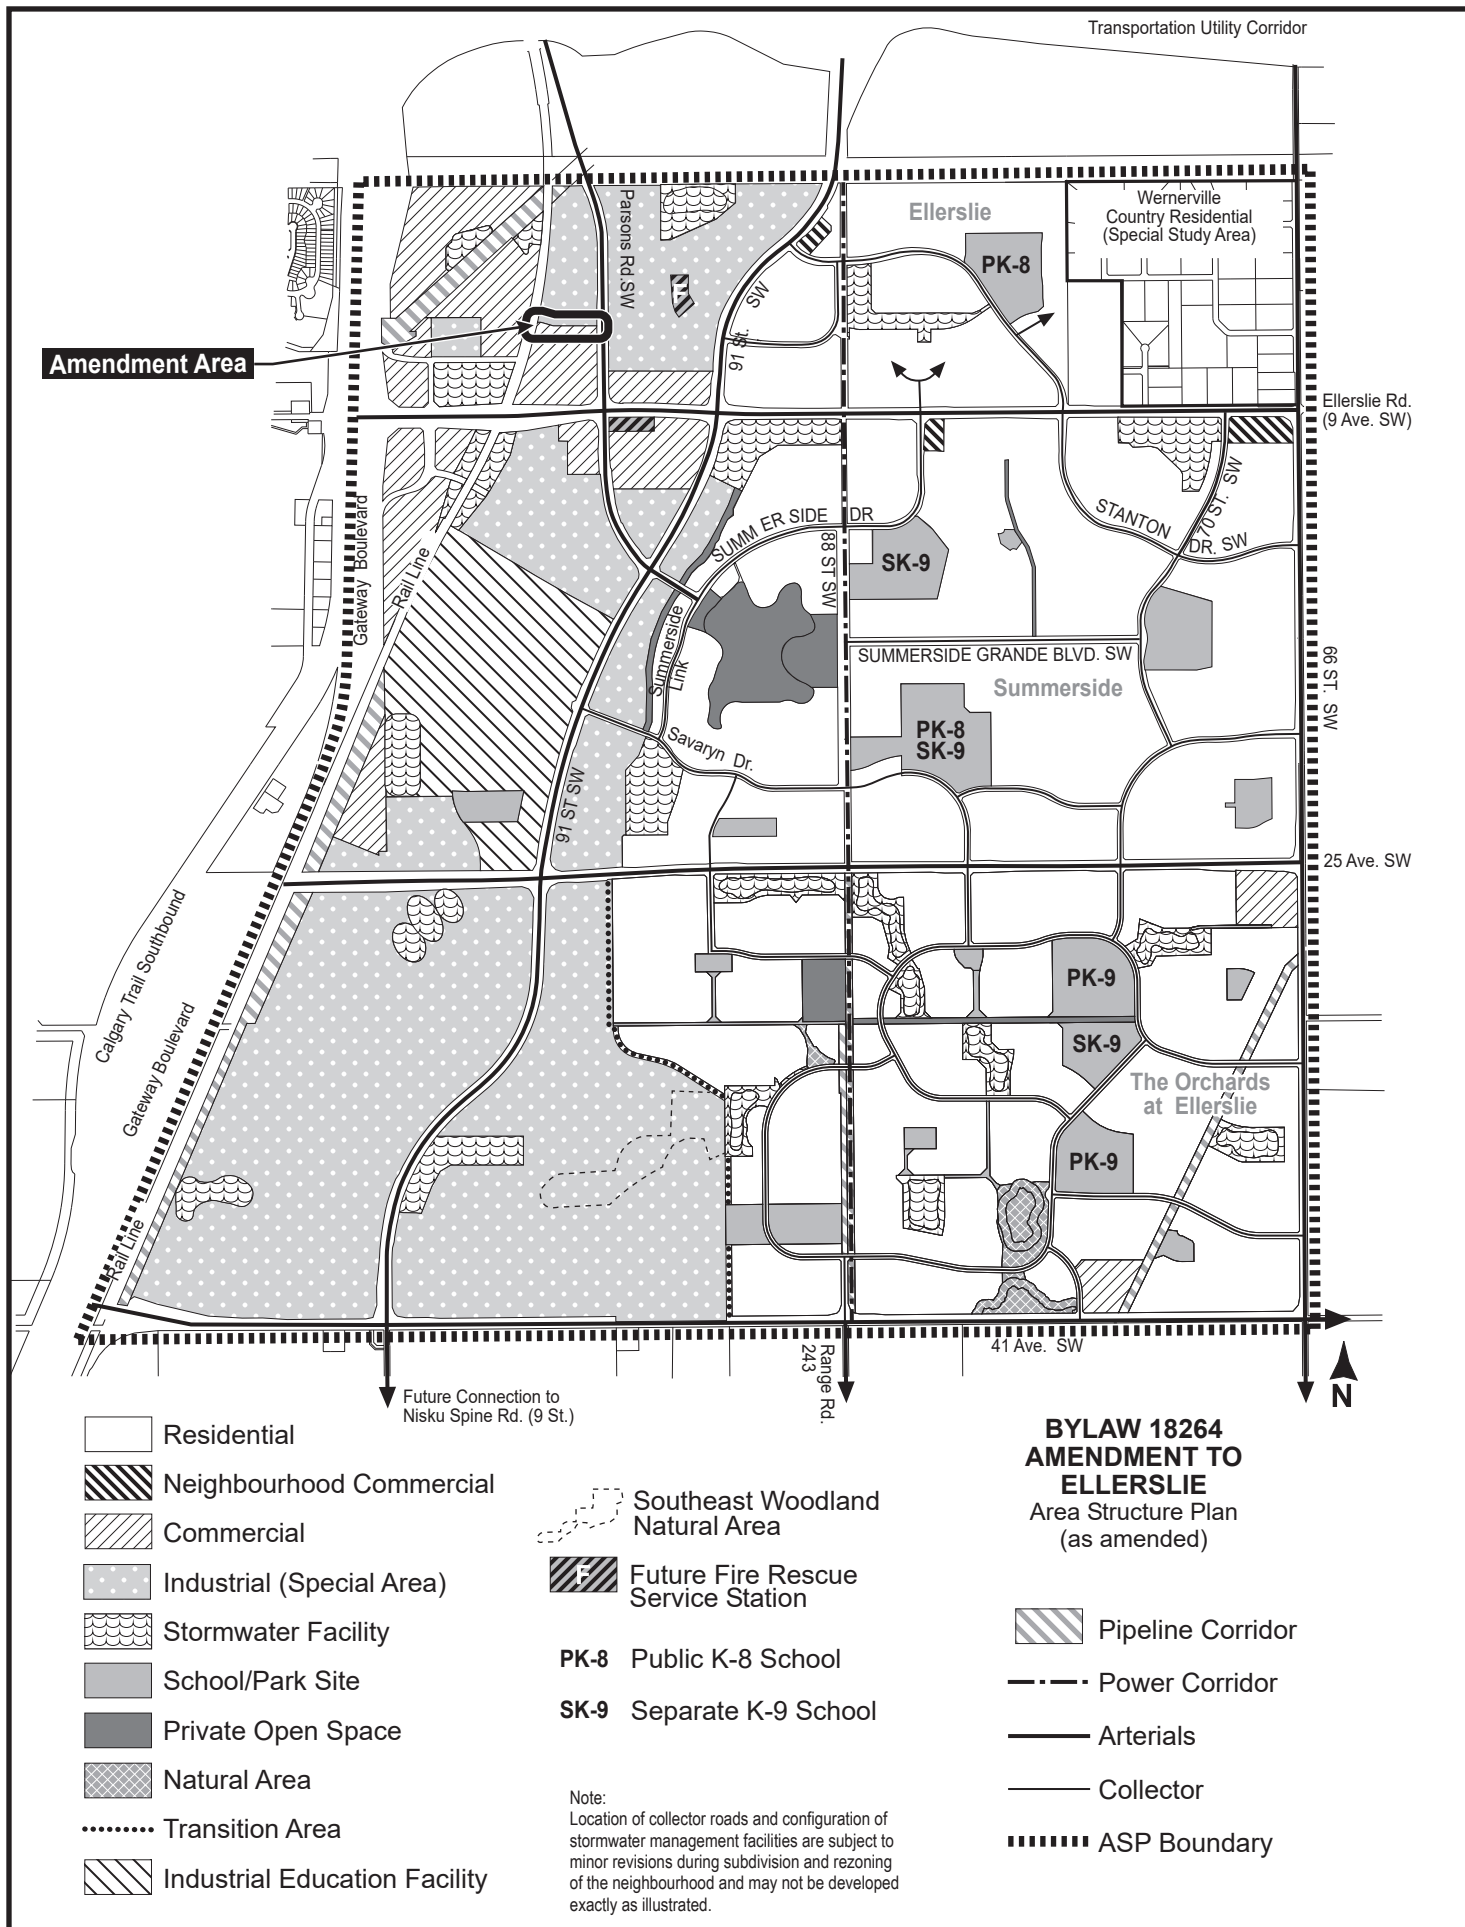 Transportation Utility Corridor
Ellerslie
Wernerville
Country Residential
(Special Study Area)
Parsons Rd.SW
PK-8
F
91 St. SW
Amendment Area
Ellerslie Rd.
(9 Ave. SW)
Gateway Boulevard
Rail Line
SUMM ER SIDE DR
88 ST SW
SK-9
STANTON DR. SW
70 ST. SW
Summerside
Link
SUMMERSIDE GRANDE BLVD. SW
Summerside
66 ST. SW
PK-8
SK-9
Savaryn Dr.
91 ST SW
25 Ave. SW
Calgary Trail Southbound
Gateway Boulevard
Rail Line
PK-9
SK-9
The Orchards
at Ellerslie
PK-9
41 Ave. SW
Range Rd.
243
N
Future Connection to
Nisku Spine Rd. (9 St.)
Residential
Neighbourhood Commercial
Commercial
Industrial (Special Area)
Stormwater Facility
School/Park Site
Private Open Space
Natural Area
Transition Area
Industrial Education Facility
Southeast Woodland
Natural Area
F
Future Fire Rescue
Service Station
PK-8 Public K-8 School
SK-9 Separate K-9 School
Note:
Location of collector roads and configuration of
stormwater management facilities are subject to
minor revisions during subdivision and rezoning
of the neighbourhood and may not be developed
exactly as illustrated.
BYLAW 18264
AMENDMENT TO
ELLERSLIE
Area Structure Plan
(as amended)
Pipeline Corridor
Power Corridor
Arterials
Collector
ASP Boundary